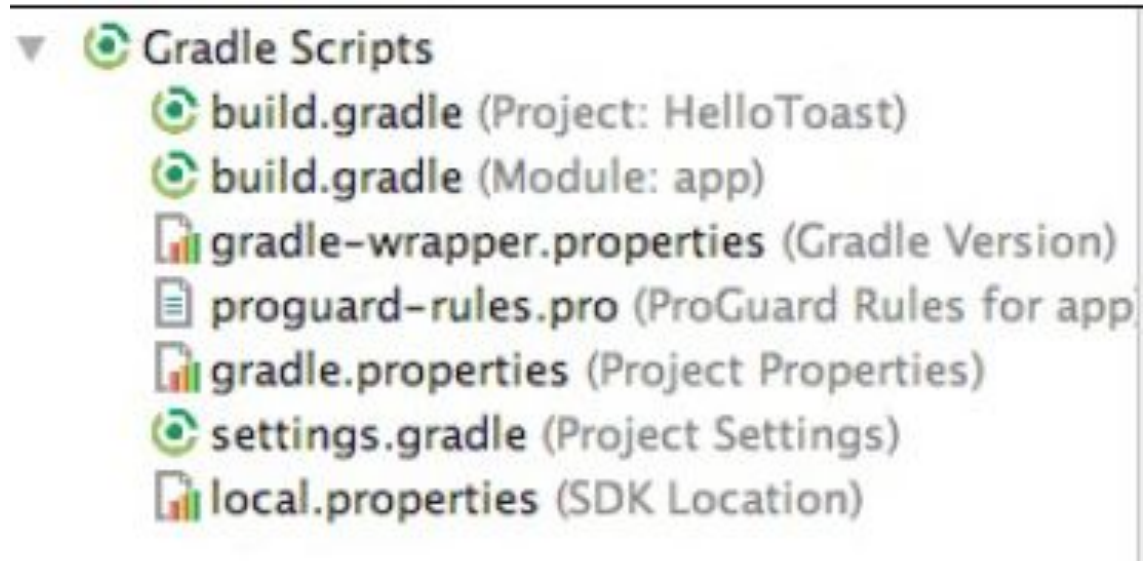 Gradle Scripts
build.gradle (Project: HelloToast)
build.gradle (Module: app)
gradle-wrapper.properties (Gradle Version)
proguard-rules.pro (ProGuard Rules for app)
gradle.properties (Project Properties)
settings.gradle (Project Settings)
local.properties (SDK Location)